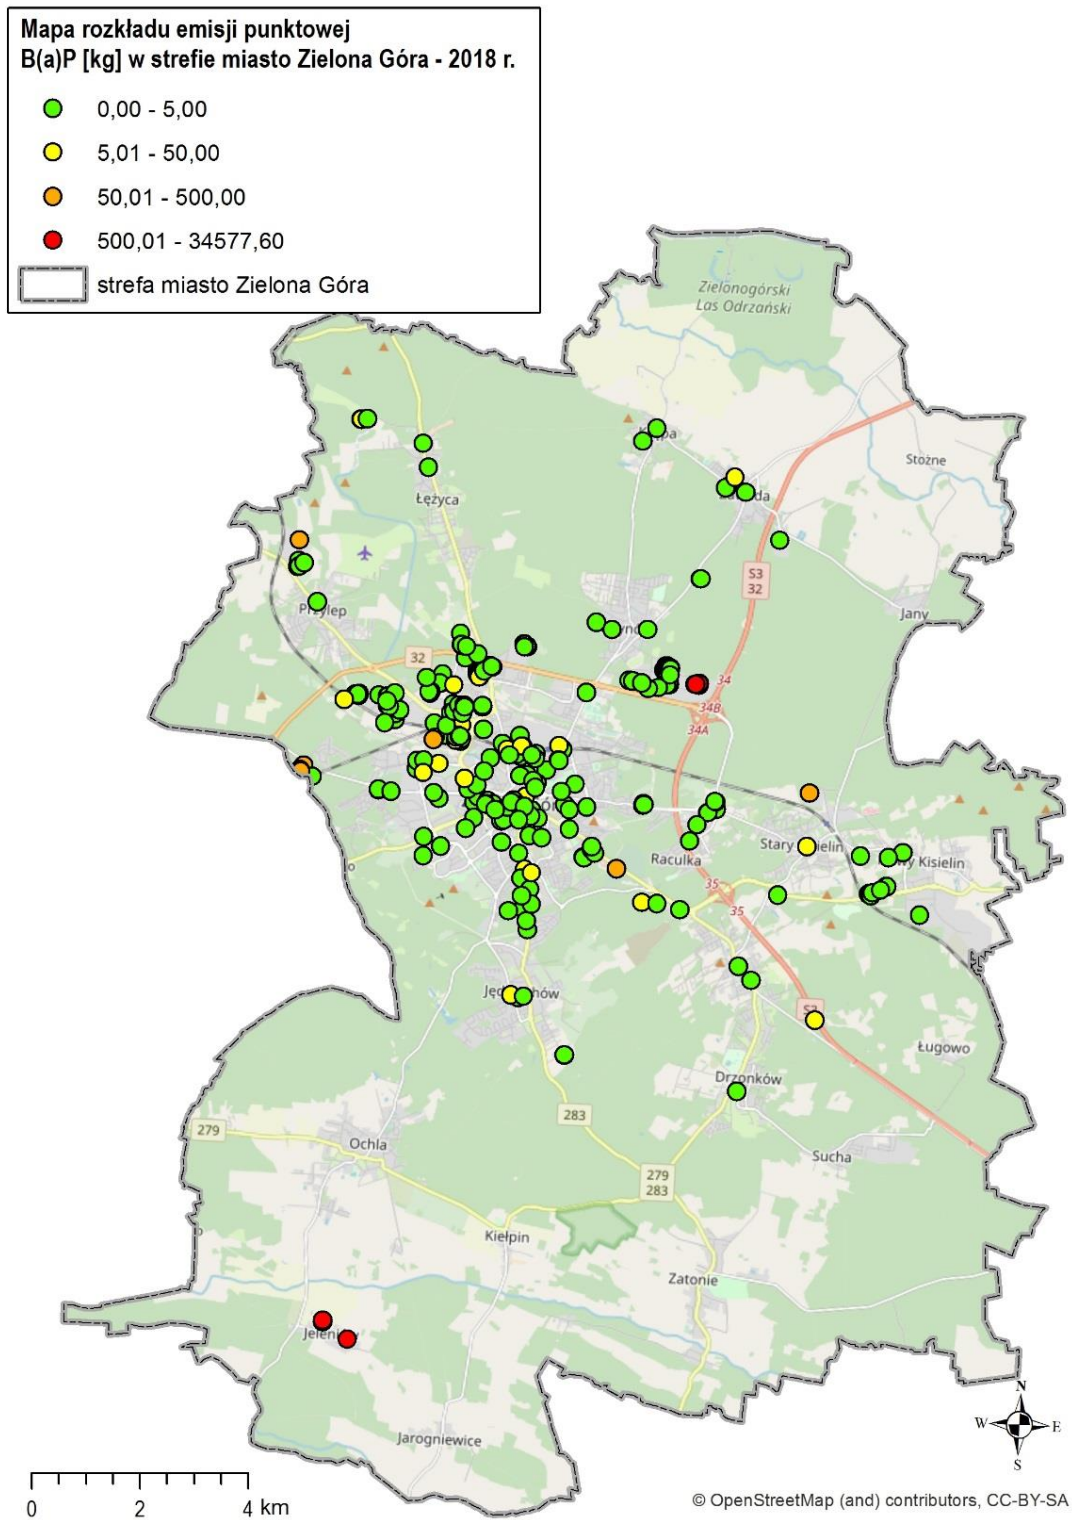 Mapa rozkładu emisji punktowej
B(a)P [kg] w strefie miasto Zielona Góra - 2018 r.
0,00 - 5,00
5,01 - 50,00
50,01 - 500,00
500,01 - 34577,60
strefa miasto Zielona Góra
Zielonogórski
Las Odrzański
Stożne
Łężyca
S3
32
Przylep
Jany
32
34
34B
34A
Stary
Raculka
Kisielin
35
35
S3
Ługowo
Drzonków
283
279
Ochla
Sucha
279
283
Kiełpin
Zatonie
Jarogniewice
N
W
E
S
0
2
4 km
© OpenStreetMap (and) contributors, CC-BY-SA